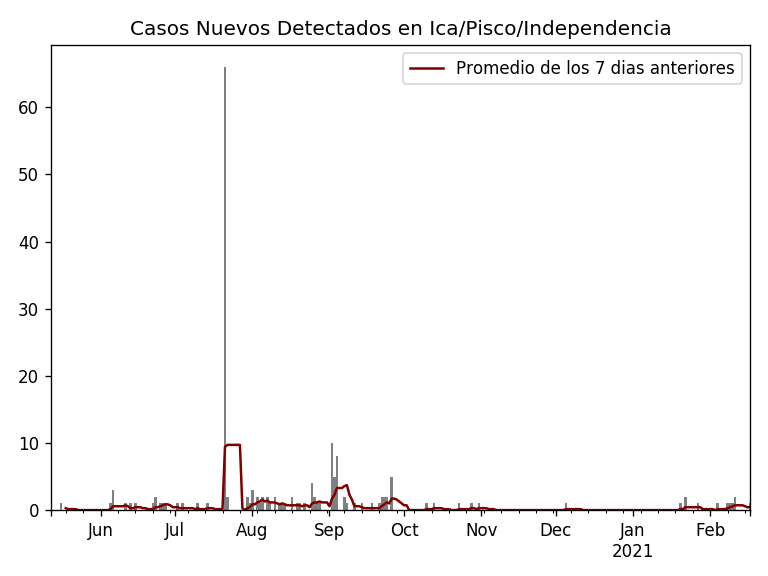 Casos Nuevos Detectados en Ica/Pisco/Independencia
Promedio de los 7 dias anteriores
60
50
40
30
20
10
0
Jun Jul Aug Sep Oct Nov Dec Jan Feb
2021